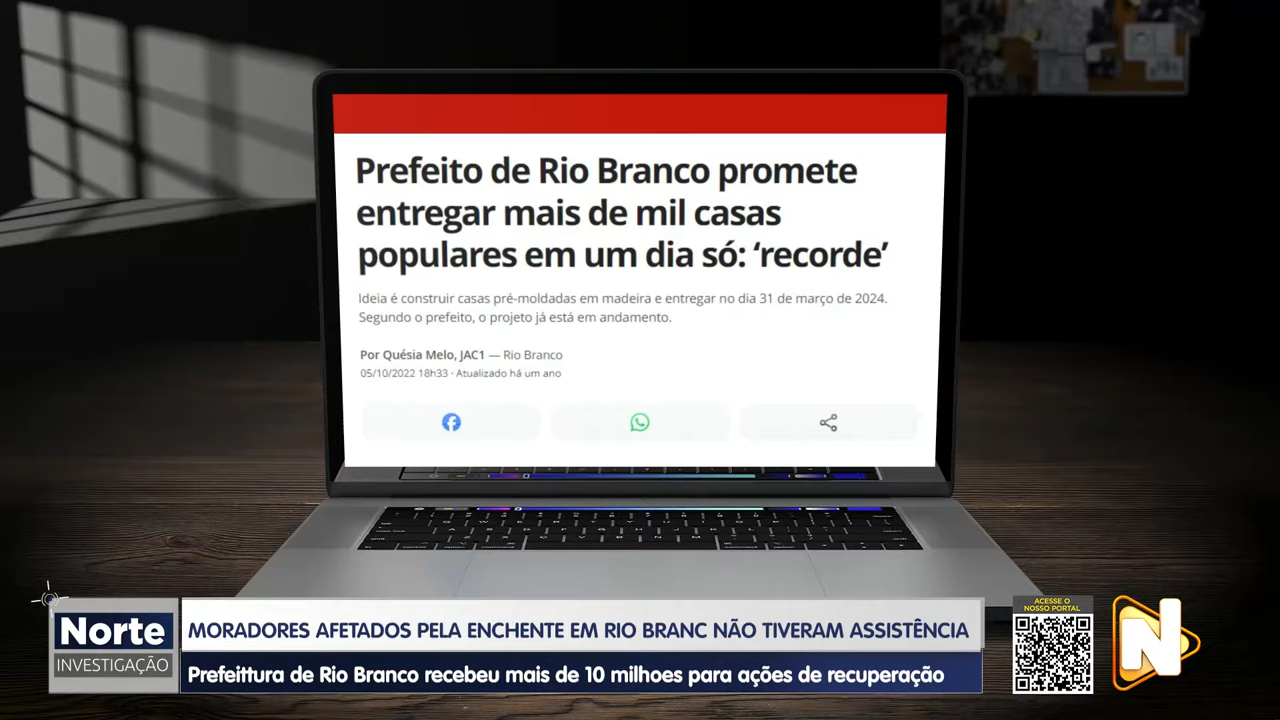 Prefeito de Rio Branco promete
entregar mais de mil casas
populares em um dia só: ‘recorde’
Ideia é construir casas pré-moldadas em madeira e entregar no dia 31 de março de 2024.
Segundo o prefeito, o projeto já está em andamento.
Por Quésia Melo, JAC1 — Rio Branco
05/10/2022 18h33 · Atualizado há um ano
Norte
INVESTIGAÇÃO
MORADORES AFETADOS PELA ENCHENTE EM RIO BRANC NÃO TIVERAM ASSISTÊNCIA
Prefeittura de Rio Branco recebeu mais de 10 milhoes para ações de recuperação
ACESSE O
NOSSO PORTAL
N